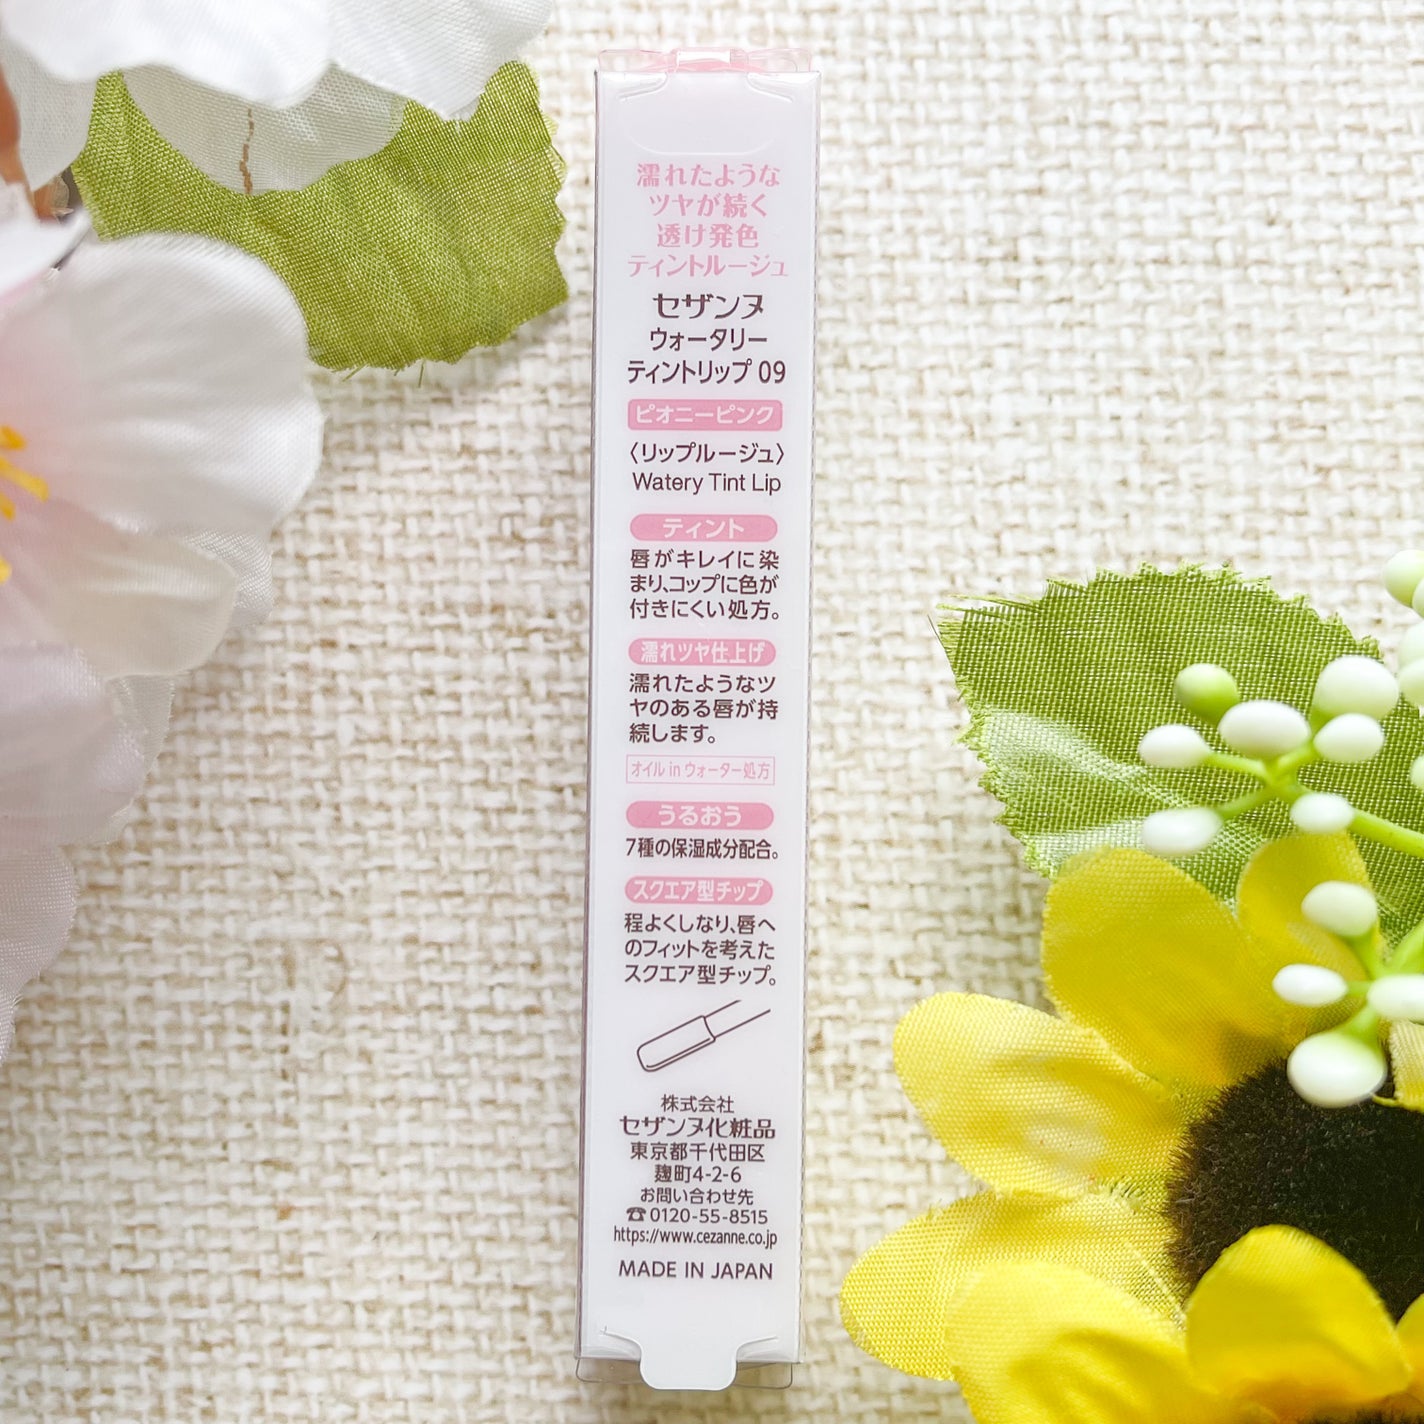 濡れたような
ツヤが続く
透け発色
ティントルージュ
セザンヌ
ウォータリー
ティントリップ 09
ピオニーピンク
〈リップルージュ〉
Watery Tint Lip
ティント
唇がキレイに染
まり、コップに色が
付きにくい処方。
濡れツヤ仕上げ
濡れたようなツ
ヤのある唇が持
続します。
オイル in ウォーター処方
うるおう
7種の保湿成分配合。
スクエア型チップ
程よくしなり、唇へ
のフィットを考えた
スクエア型チップ。
株式会社
セザンヌ化粧品
東京都千代田区
麹町4-2-6
お問い合わせ先
☎0120-55-8515
https://www.cezanne.co.jp
MADE IN JAPAN